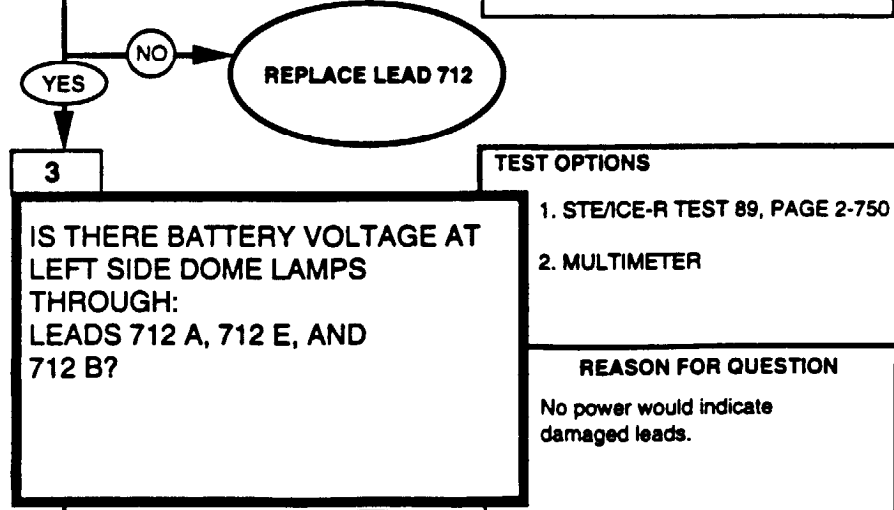 NO
YES
REPLACE LEAD 712
3
IS THERE BATTERY VOLTAGE AT
LEFT SIDE DOME LAMPS
THROUGH:
LEADS 712 A, 712 E, AND
712 B?
TEST OPTIONS
1. STE/ICE-R TEST 89, PAGE 2-750
2. MULTIMETER
REASON FOR QUESTION
No power would indicate
damaged leads.